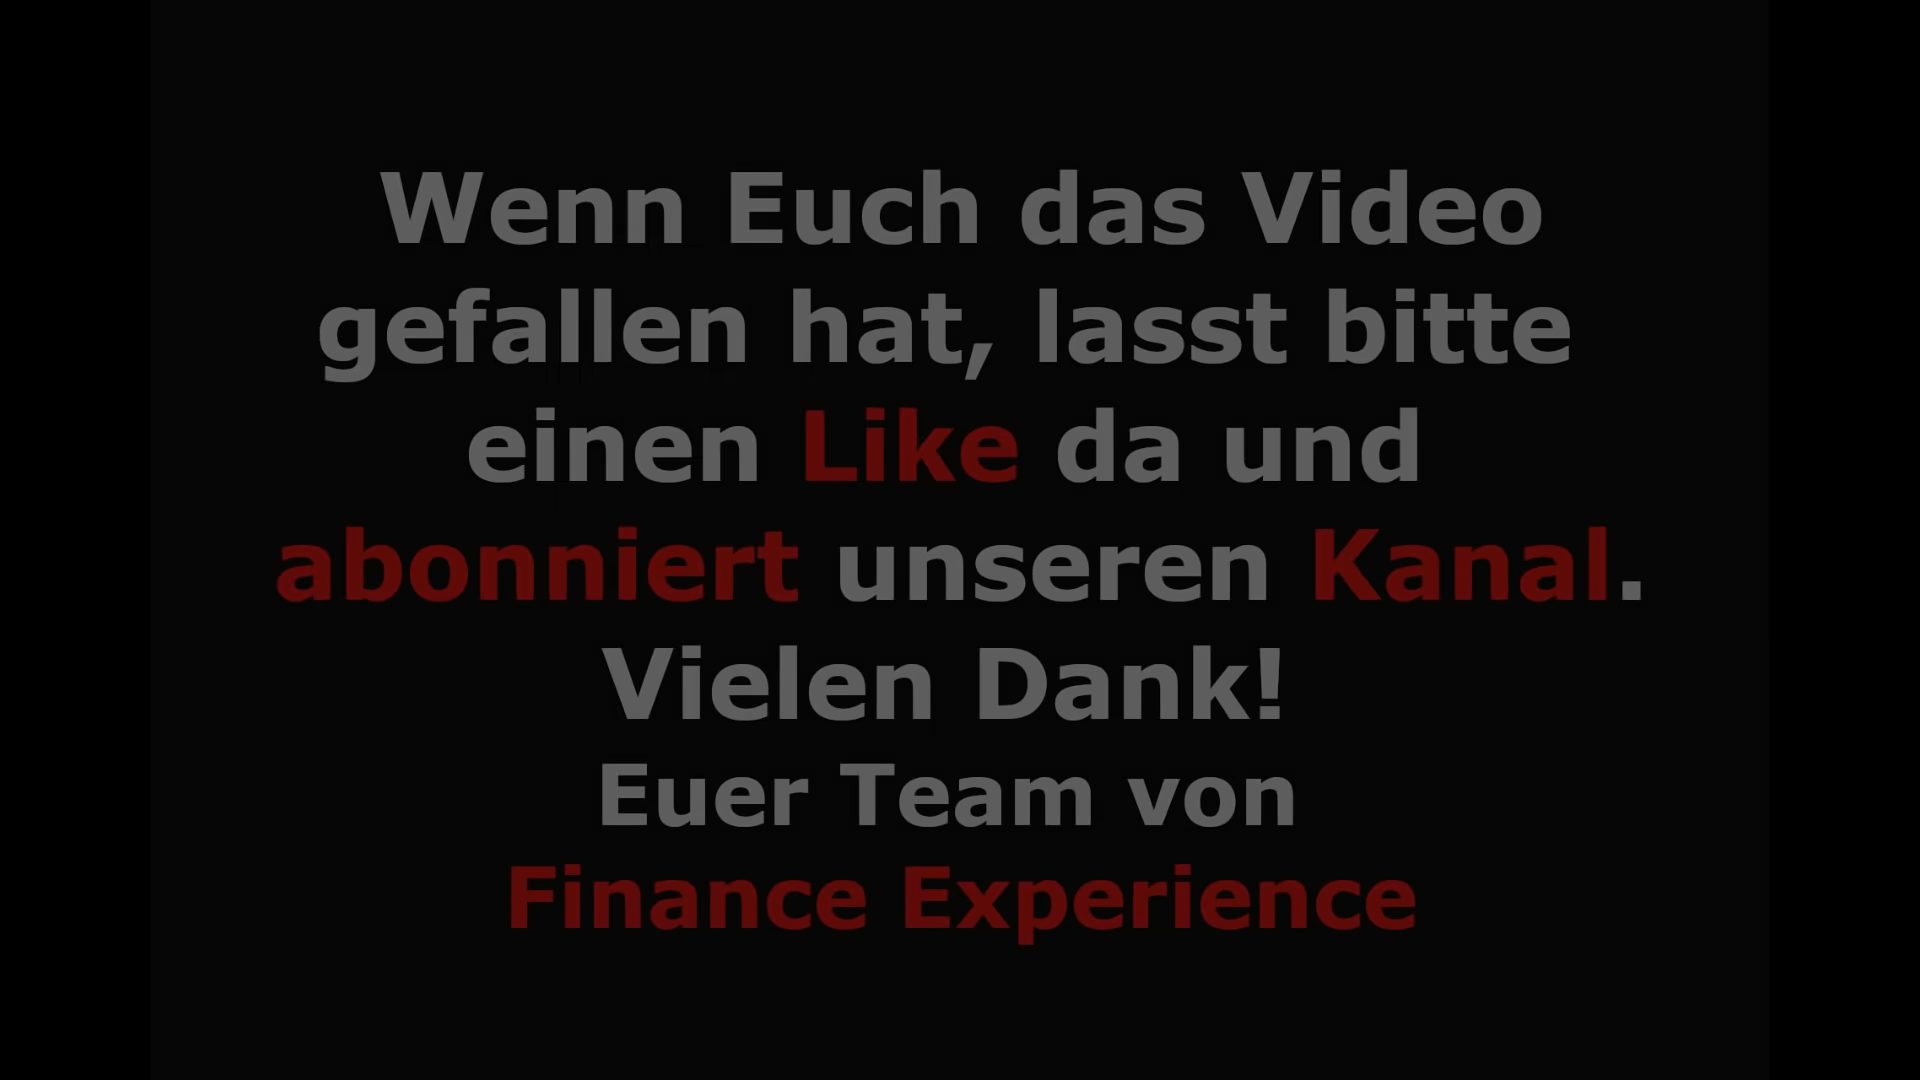 Wenn Euch das Video
gefallen hat, lasst bitte
einen Like da und
abonniert unseren Kanal.
Vielen Dank!
Euer Team von
Finance Experience